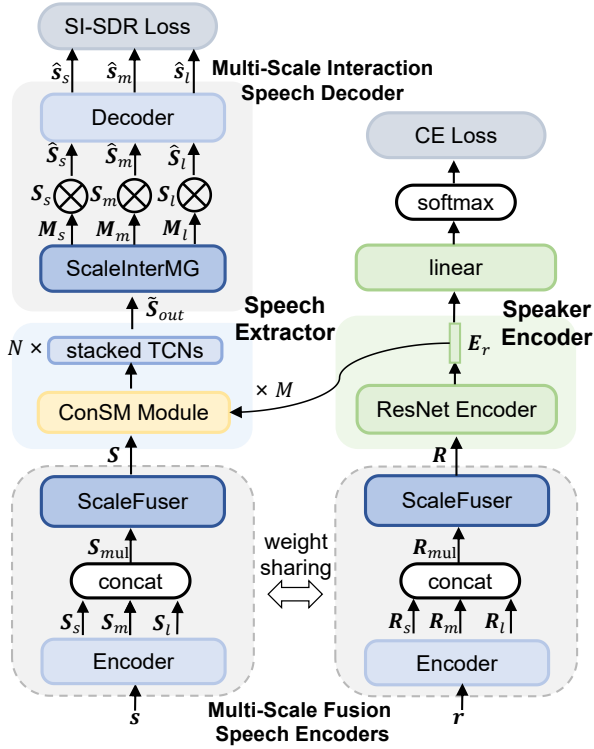 SI-SDR Loss
ŝ_s ŝ_m ŝ_l
Multi-Scale Interaction
Speech Decoder
Decoder
Ŝ_s Ŝ_m Ŝ_l
S_s S_m S_l
M_s M_m M_l
ScaleInterMG
S̃_out
Speech
Extractor
N × stacked TCNs
ConSM Module
× M
S
CE Loss
softmax
linear
Speaker
Encoder
E_r
ResNet Encoder
R
ScaleFuser
S_mul
concat
S_s S_m S_l
Encoder
s
weight
sharing
ScaleFuser
R_mul
concat
R_s R_m R_l
Encoder
r
Multi-Scale Fusion
Speech Encoders